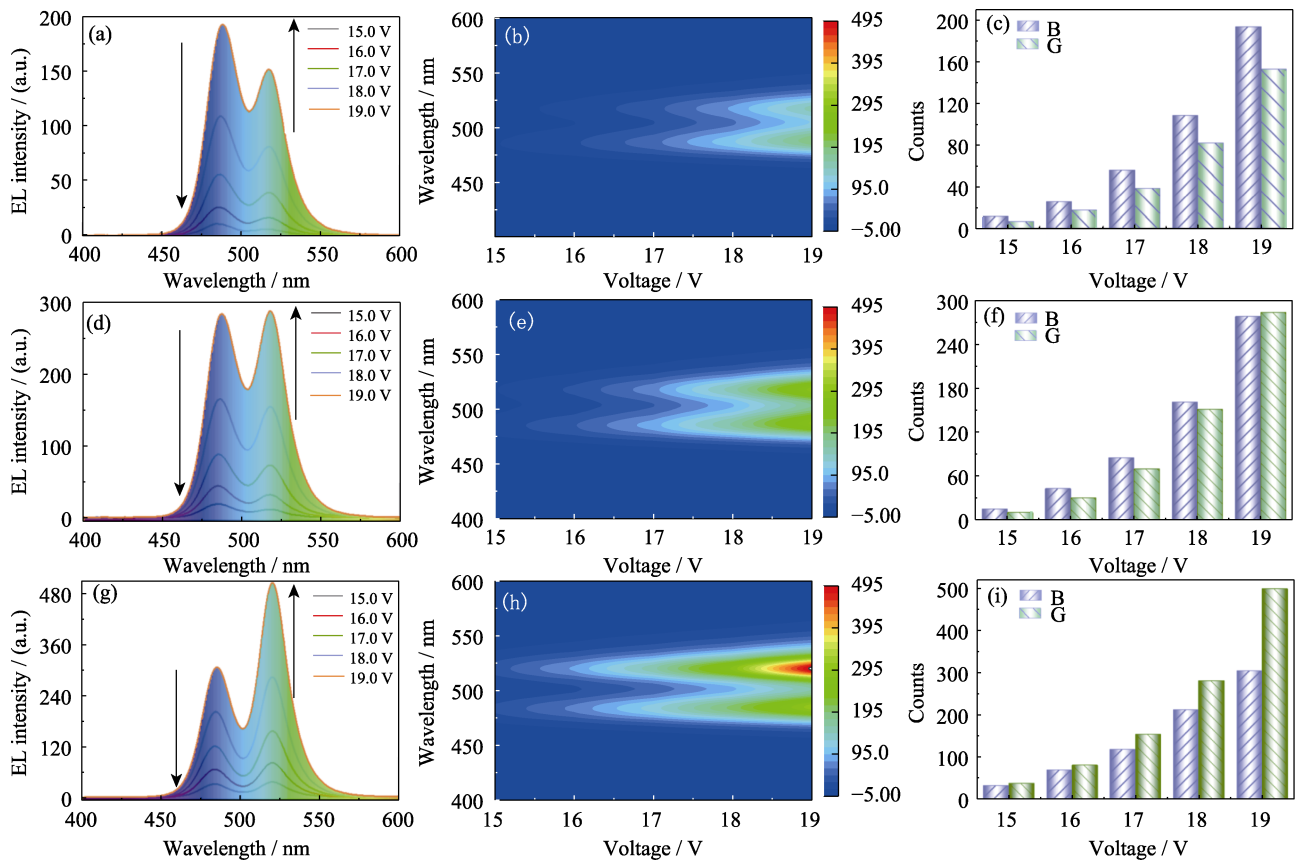 (a)
EL intensity / (a.u.)
200
150
100
50
0
15.0 V
16.0 V
17.0 V
18.0 V
19.0 V
400 450 500 550 600
Wavelength / nm
(b)
Wavelength / nm
600
550
500
450
15 16 17 18 19
Voltage / V
495
395
295
195
95.0
−5.00
(c)
B
G
Counts
200
160
120
80
40
0
15 16 17 18 19
Voltage / V
(d)
EL intensity / (a.u.)
300
200
100
0
15.0 V
16.0 V
17.0 V
18.0 V
19.0 V
400 450 500 550 600
Wavelength / nm
(e)
Wavelength / nm
600
550
500
450
400
15 16 17 18 19
Voltage / V
495
395
295
195
95.0
−5.00
(f)
B
G
Counts
300
240
180
120
60
0
15 16 17 18 19
Voltage / V
(g)
EL intensity / (a.u.)
480
360
240
120
0
15.0 V
16.0 V
17.0 V
18.0 V
19.0 V
400 450 500 550 600
Wavelength / nm
(h)
Wavelength / nm
600
550
500
450
400
15 16 17 18 19
Voltage / V
495
395
295
195
95.0
−5.00
(i)
B
G
Counts
500
400
300
200
100
0
15 16 17 18 19
Voltage / V